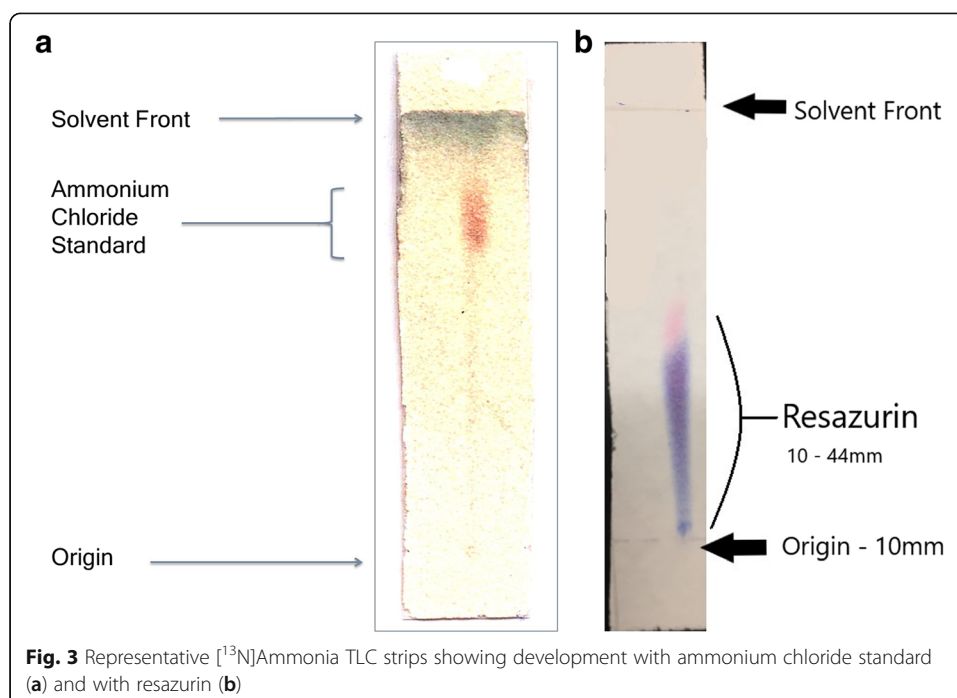 a
Solvent Front
Ammonium
Chloride
Standard
Origin
b
Solvent Front
Resazurin
10 - 44mm
Origin - 10mm
Fig. 3 Representative [¹³N]Ammonia TLC strips showing development with ammonium chloride standard
(a) and with resazurin (b)